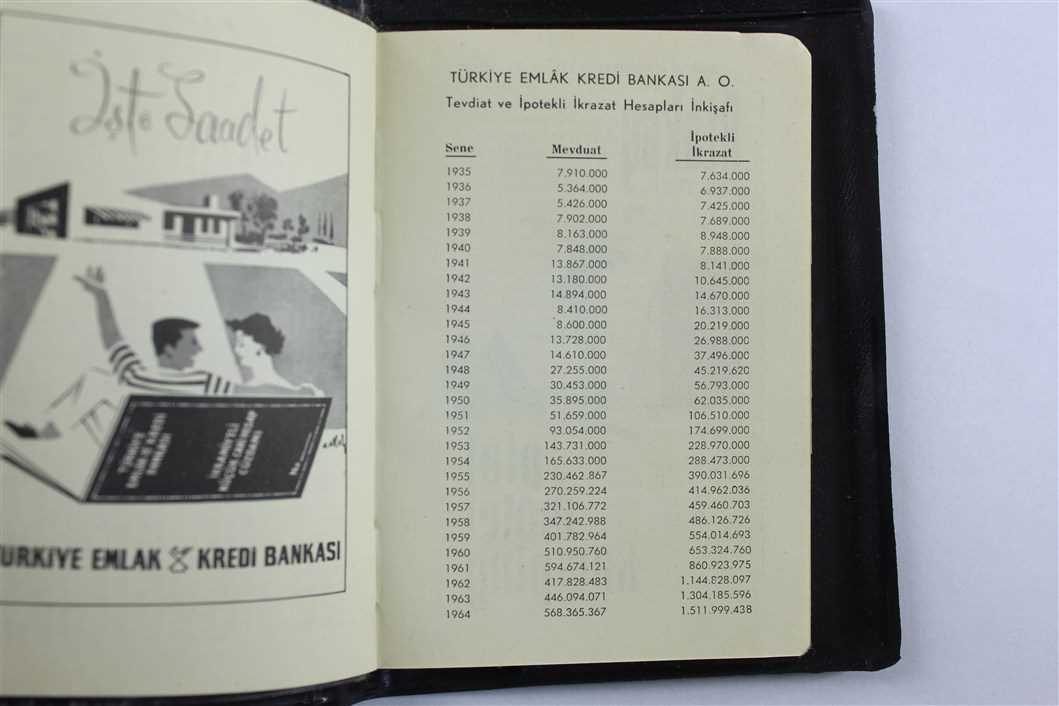 İşte Saadet
TÜRKİYE
EMLÂK KREDİ
BANKASI
İKRAMİYELİ
KÜÇÜK CARİ HESAP
CÜZDANI
No.
TÜRKİYE EMLAK KREDİ BANKASI
TÜRKİYE EMLÂK KREDİ BANKASI A. O.
Tevdiat ve İpotekli İkrazat Hesapları İnkişafı
Sene Mevduat İpotekli İkrazat
1935 7.910.000 7.634.000
1936 5.364.000 6.937.000
1937 5.426.000 7.425.000
1938 7.902.000 7.689.000
1939 8.163.000 8.948.000
1940 7.848.000 7.888.000
1941 13.867.000 8.141.000
1942 13.180.000 10.645.000
1943 14.894.000 14.670.000
1944 8.410.000 16.313.000
1945 8.600.000 20.219.000
1946 13.728.000 26.988.000
1947 14.610.000 37.496.000
1948 27.255.000 45.219.620
1949 30.453.000 56.793.000
1950 35.895.000 62.035.000
1951 51.659.000 106.510.000
1952 93.054.000 174.699.000
1953 143.731.000 228.970.000
1954 165.633.000 288.473.000
1955 230.462.867 390.031.696
1956 270.259.224 414.962.036
1957 321.106.772 459.460.703
1958 347.242.988 486.126.726
1959 401.782.964 554.014.693
1960 510.950.760 653.324.760
1961 594.674.121 860.923.975
1962 417.828.483 1.144.828.097
1963 446.094.071 1.304.185.596
1964 568.365.367 1.511.999.438